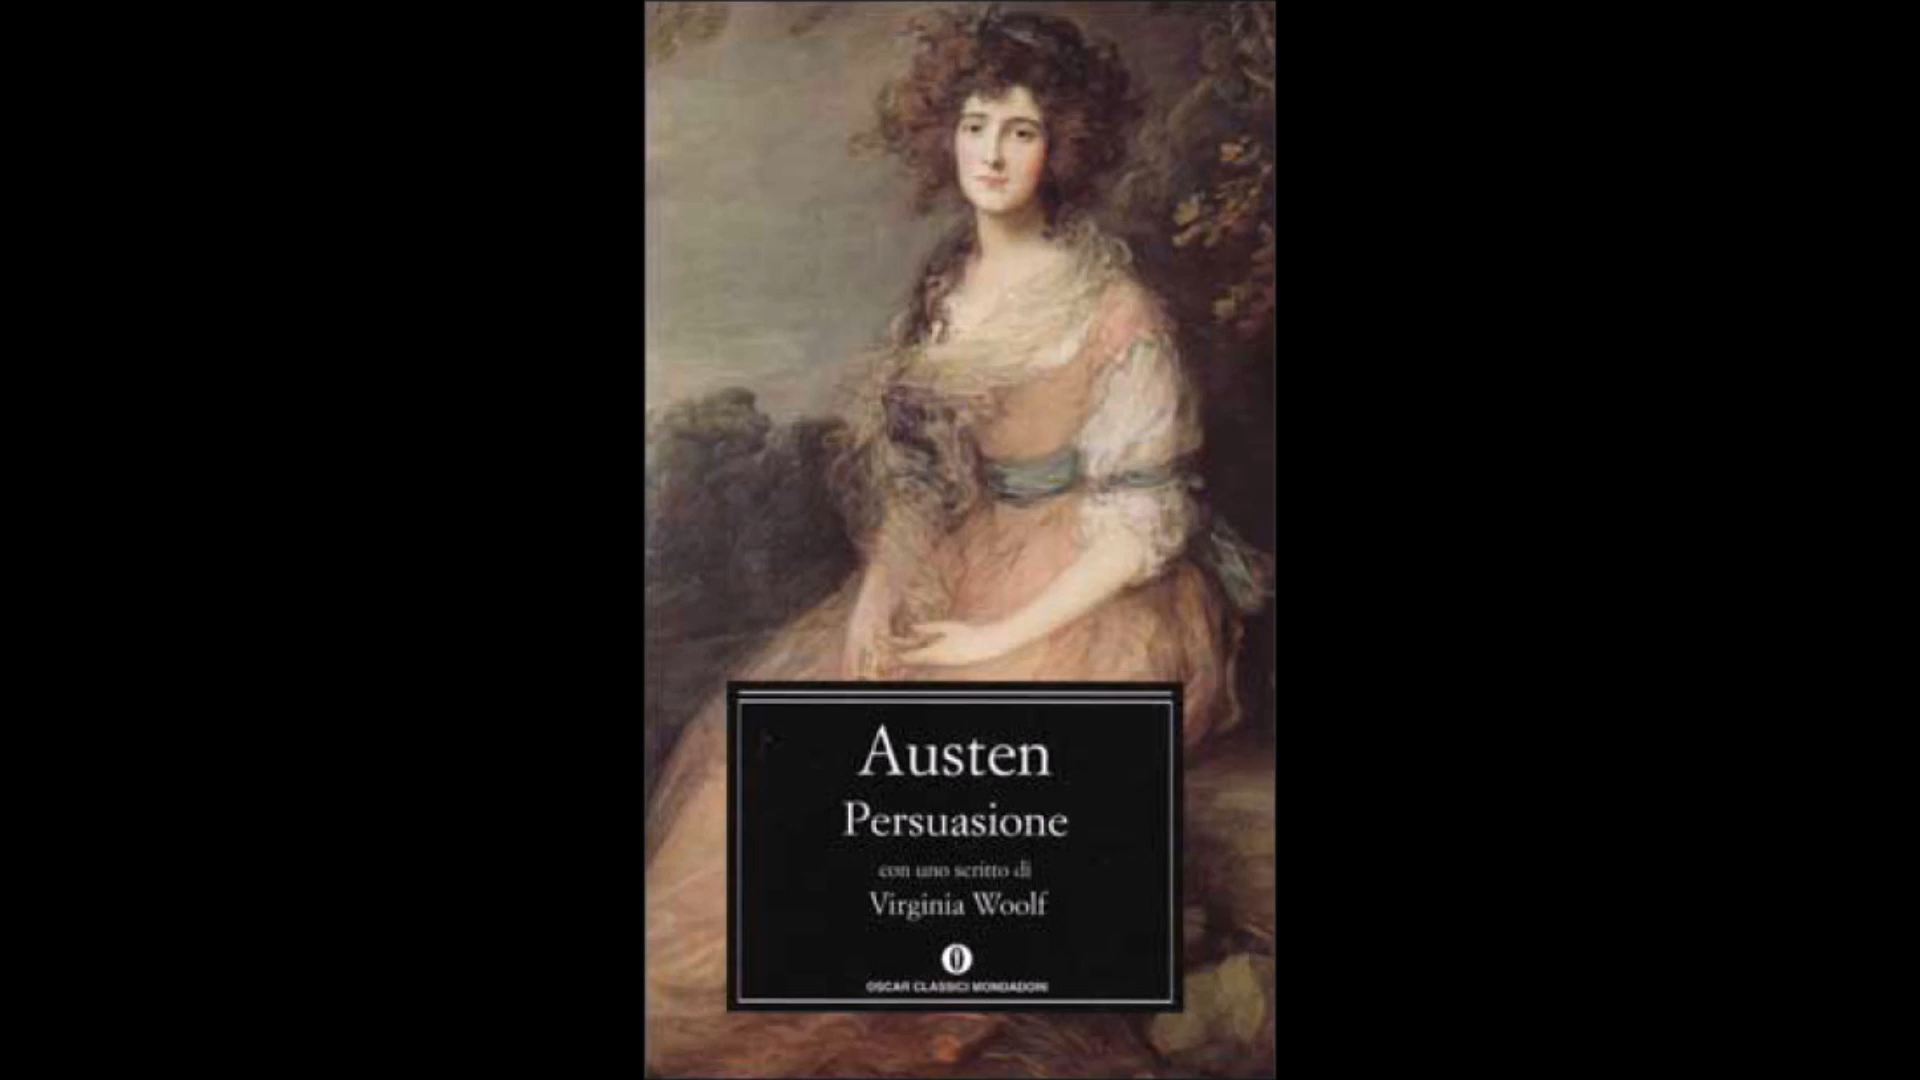 Austen
Persuasione
con uno scritto di
Virginia Woolf
OSCAR CLASSICI MONDADORI